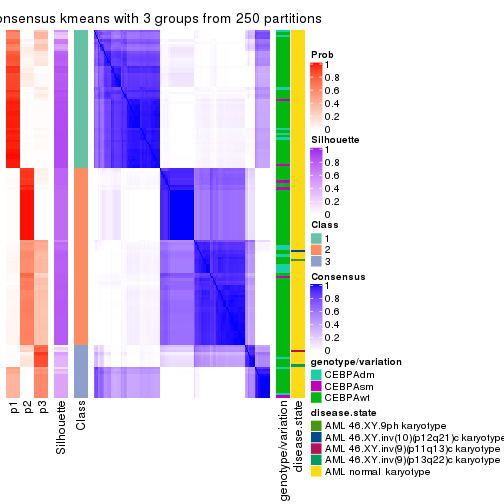 onsensus kmeans with 3 groups from 250 partitions
Prob
1
0.8
0.6
0.4
0.2
0
Silhouette
1
0.8
0.6
0.4
0.2
0
Class
1
2
3
Consensus
1
0.8
0.6
0.4
0.2
0
genotype/variation
CEBPAdm
CEBPAsm
CEBPAwt
disease.state
AML 46.XY.9ph karyotype
AML 46.XY.inv(10)(p12q21)c karyotype
AML 46.XY.inv(9)(p11q13)c karyotype
AML 46.XY.inv(9)(p13q22)c karyotype
AML normal karyotype
p1
p2
p3
Silhouette
Class
genotype/variation
disease.state